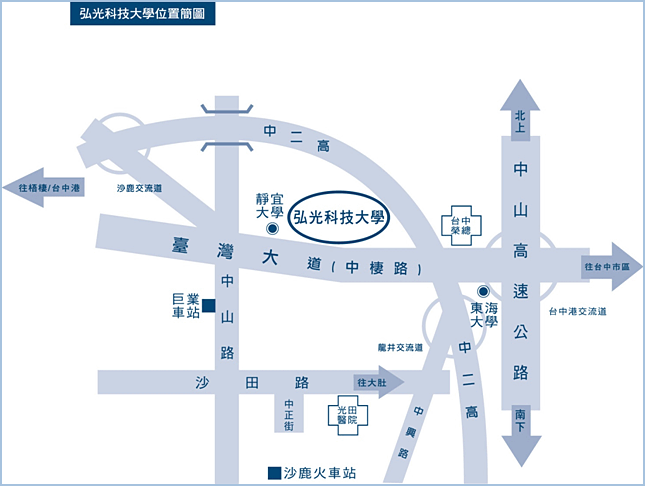 弘光科技大學位置簡圖
北上
中二高
中山高速公路
往梧棲/台中港
沙鹿交流道
靜宜
大學
弘光科技大學
台中
榮總
臺灣大道(中棲路)
往台中市區
中山路
巨業
車站
東海
大學
台中港交流道
龍井交流道
中二高
沙田路
往大肚
中正街
光田
醫院
中興路
南下
沙鹿火車站